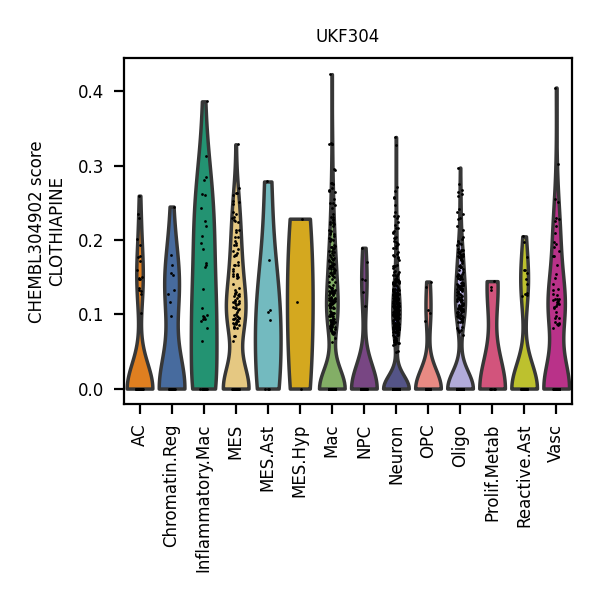 UKF304
CHEMBL304902 score
CLOTHIAPINE
0.4
0.3
0.2
0.1
0.0
AC
Chromatin.Reg
Inflammatory.Mac
MES
MES.Ast
MES.Hyp
Mac
NPC
Neuron
OPC
Oligo
Prolif.Metab
Reactive.Ast
Vasc